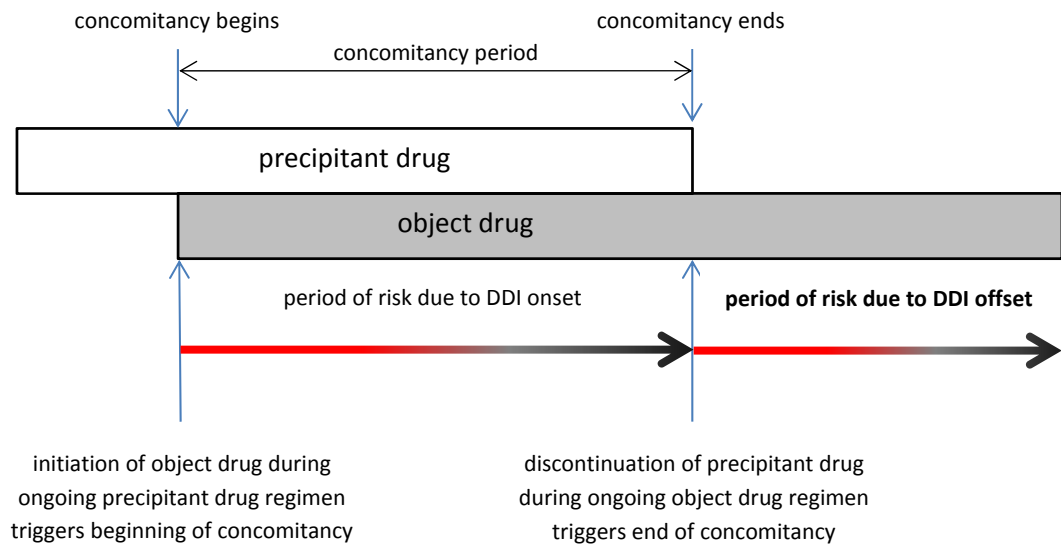 concomitancy begins
concomitancy ends
concomitancy period
precipitant drug
object drug
period of risk due to DDI onset
period of risk due to DDI offset
initiation of object drug during
ongoing precipitant drug regimen
triggers beginning of concomitancy
discontinuation of precipitant drug
during ongoing object drug regimen
triggers end of concomitancy